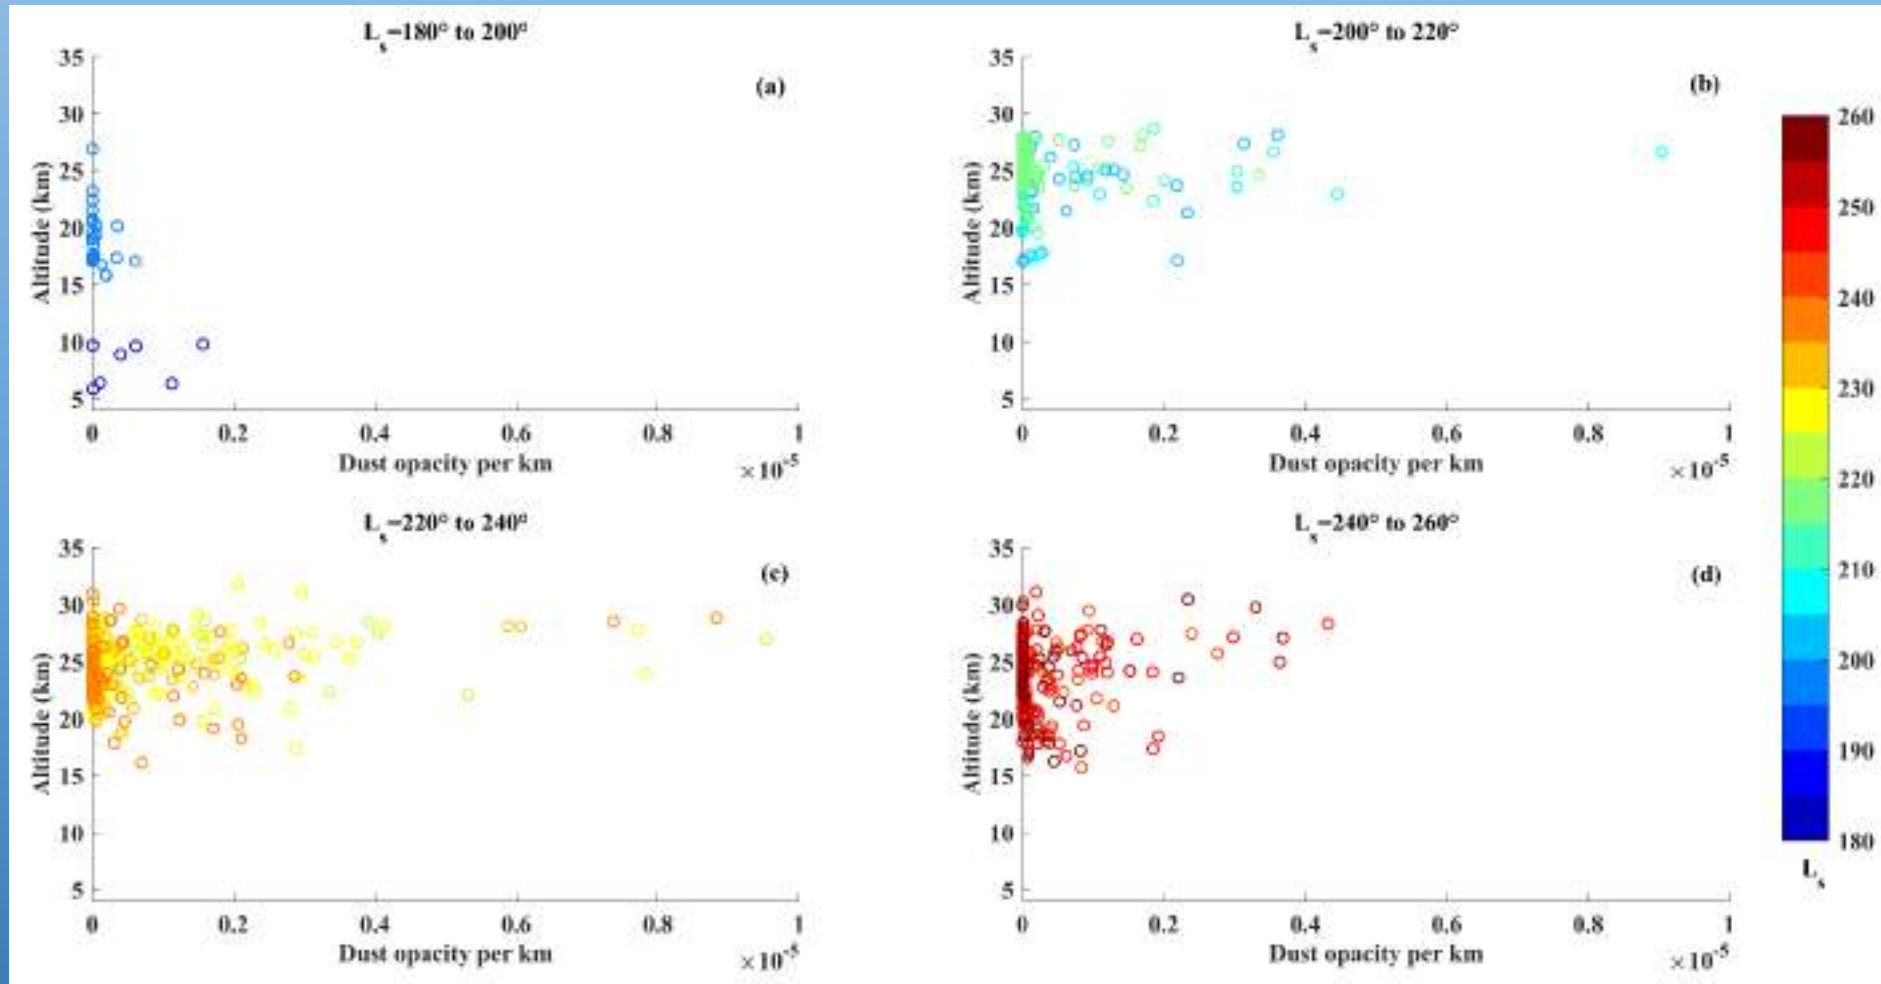 L_s=180° to 200°
(a)
35
30
25
20
15
10
5
Altitude (km)
0 0.2 0.4 0.6 0.8 1
Dust opacity per km
×10^-5
L_s=200° to 220°
(b)
35
30
25
20
15
10
5
Altitude (km)
0 0.2 0.4 0.6 0.8 1
Dust opacity per km
×10^-5
L_s=220° to 240°
(c)
35
30
25
20
15
10
5
Altitude (km)
0 0.2 0.4 0.6 0.8 1
Dust opacity per km
×10^-5
L_s=240° to 260°
(d)
35
30
25
20
15
10
5
Altitude (km)
0 0.2 0.4 0.6 0.8 1
Dust opacity per km
×10^-5
260
250
240
230
220
210
200
190
180
L_s